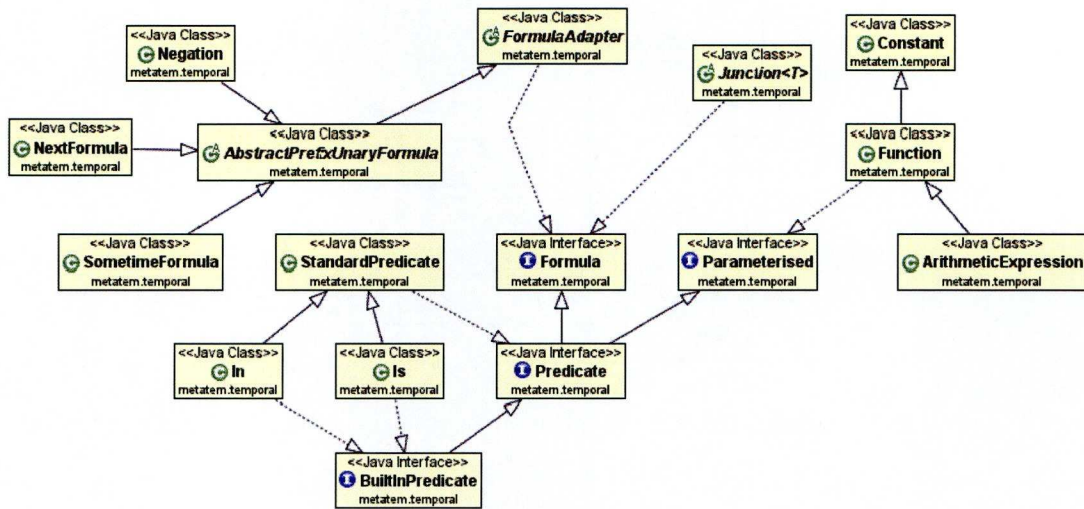 <<Java Class>>
Negation
metatem.temporal
<<Java Class>>
FormulaAdapter
metatem.temporal
<<Java Class>>
Junction<T>
metatem.temporal
<<Java Class>>
Constant
metatem.temporal
<<Java Class>>
NextFormula
metatem.temporal
<<Java Class>>
AbstractPrefixUnaryFormula
metatem.temporal
<<Java Class>>
Function
metatem.temporal
<<Java Class>>
SometimeFormula
metatem.temporal
<<Java Class>>
StandardPredicate
metatem.temporal
<<Java Interface>>
Formula
metatem.temporal
<<Java Interface>>
Parameterised
metatem.temporal
<<Java Class>>
ArithmeticExpression
metatem.temporal
<<Java Class>>
In
metatem.temporal
<<Java Class>>
Is
metatem.temporal
<<Java Interface>>
Predicate
metatem.temporal
<<Java Interface>>
BuiltInPredicate
metatem.temporal